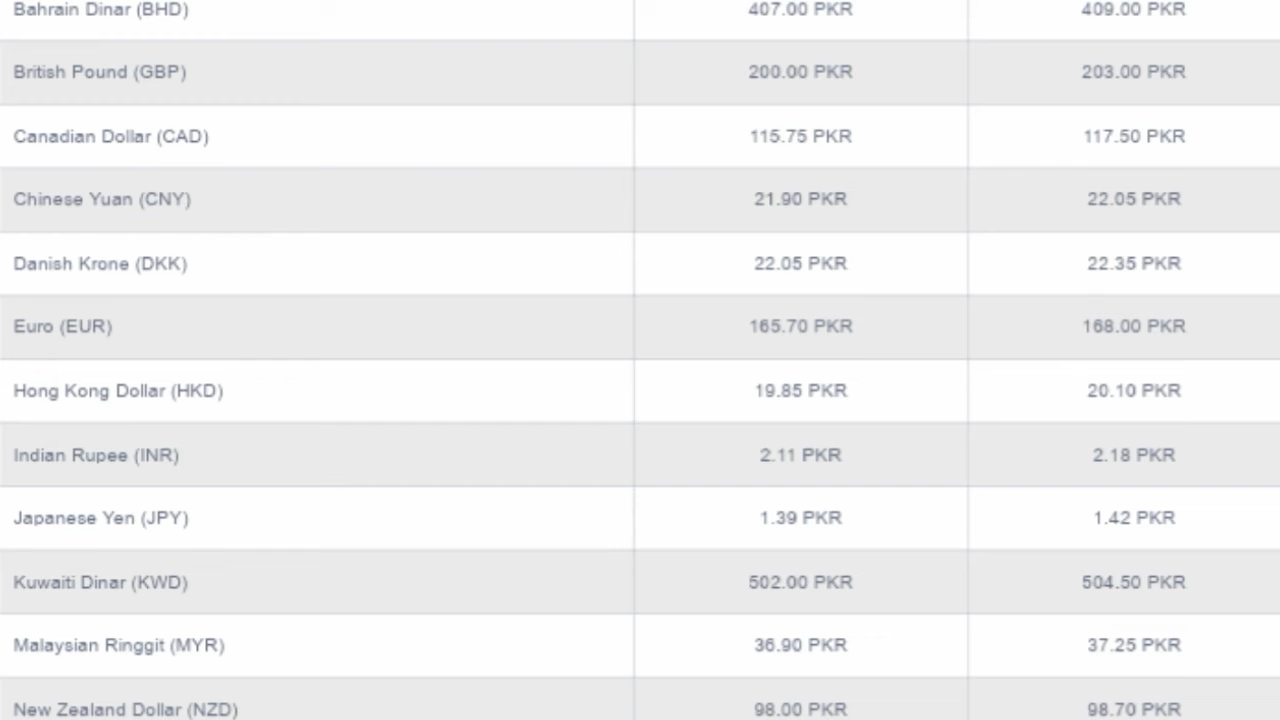 Bahrain Dinar (BHD) 407.00 PKR 409.00 PKR
British Pound (GBP) 200.00 PKR 203.00 PKR
Canadian Dollar (CAD) 115.75 PKR 117.50 PKR
Chinese Yuan (CNY) 21.90 PKR 22.05 PKR
Danish Krone (DKK) 22.05 PKR 22.35 PKR
Euro (EUR) 165.70 PKR 168.00 PKR
Hong Kong Dollar (HKD) 19.85 PKR 20.10 PKR
Indian Rupee (INR) 2.11 PKR 2.18 PKR
Japanese Yen (JPY) 1.39 PKR 1.42 PKR
Kuwaiti Dinar (KWD) 502.00 PKR 504.50 PKR
Malaysian Ringgit (MYR) 36.90 PKR 37.25 PKR
New Zealand Dollar (NZD) 98.00 PKR 98.70 PKR